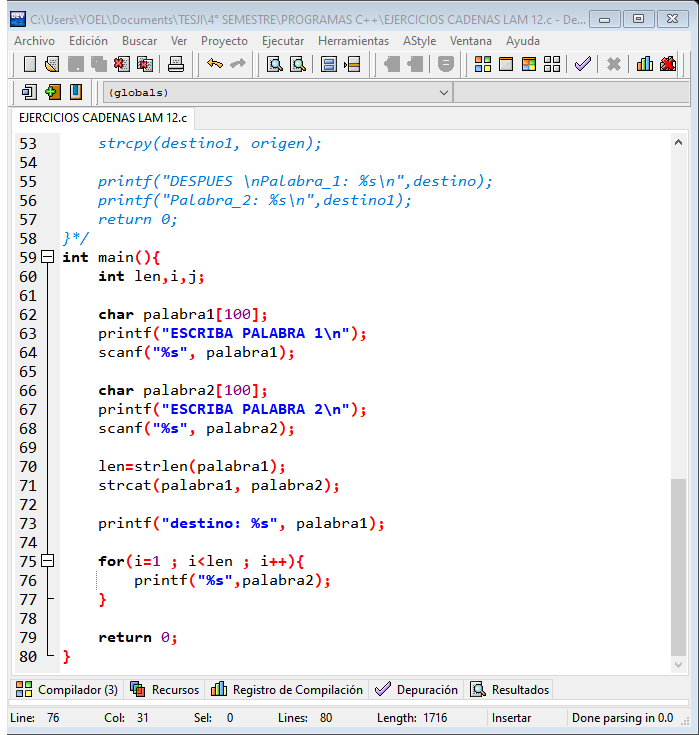 C:\Users\YOEL\Documents\TESJI\4° SEMESTRE\PROGRAMAS C++\EJERCICIOS CADENAS LAM 12.c - De...
Archivo Edición Buscar Ver Proyecto Ejecutar Herramientas AStyle Ventana Ayuda
(globals)
EJERCICIOS CADENAS LAM 12.c
53 strcpy(destino1, origen);
54
55 printf("DESPUES \nPalabra_1: %s\n",destino);
56 printf("Palabra_2: %s\n",destino1);
57 return 0;
58 }*/
59 int main(){
60 int len,i,j;
61
62 char palabra1[100];
63 printf("ESCRIBA PALABRA 1\n");
64 scanf("%s", palabra1);
65
66 char palabra2[100];
67 printf("ESCRIBA PALABRA 2\n");
68 scanf("%s", palabra2);
69
70 len=strlen(palabra1);
71 strcat(palabra1, palabra2);
72
73 printf("destino: %s", palabra1);
74
75 for(i=1 ; i<len ; i++){
76 printf("%s",palabra2);
77 }
78
79 return 0;
80 }
Compilador (3) Recursos Registro de Compilación Depuración Resultados
Line: 76 Col: 31 Sel: 0 Lines: 80 Length: 1716 Insertar Done parsing in 0.0